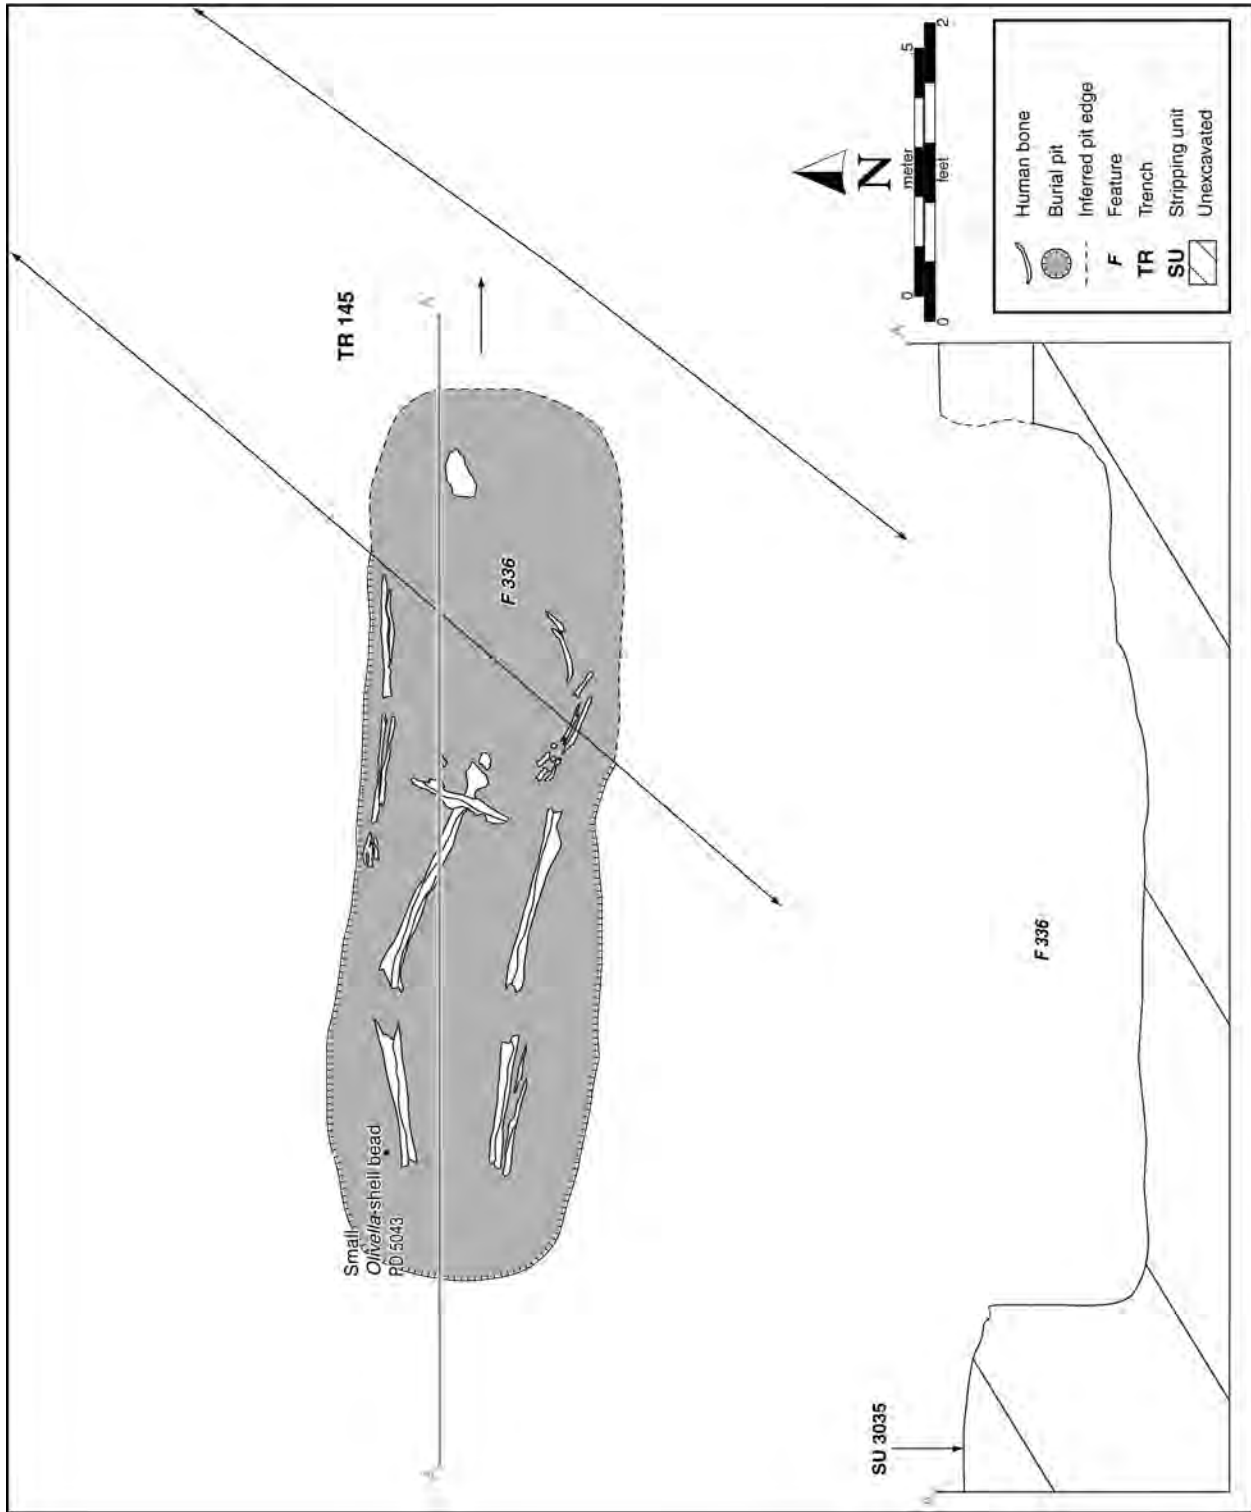 TR 145
A'
F 336
Small
Olivella-shell bead
PD 5043
A
SU 3035
F 336
A
A'
N
0
.5
meter
feet
0
2
Human bone
Burial pit
Inferred pit edge
F Feature
TR Trench
SU Stripping unit
Unexcavated